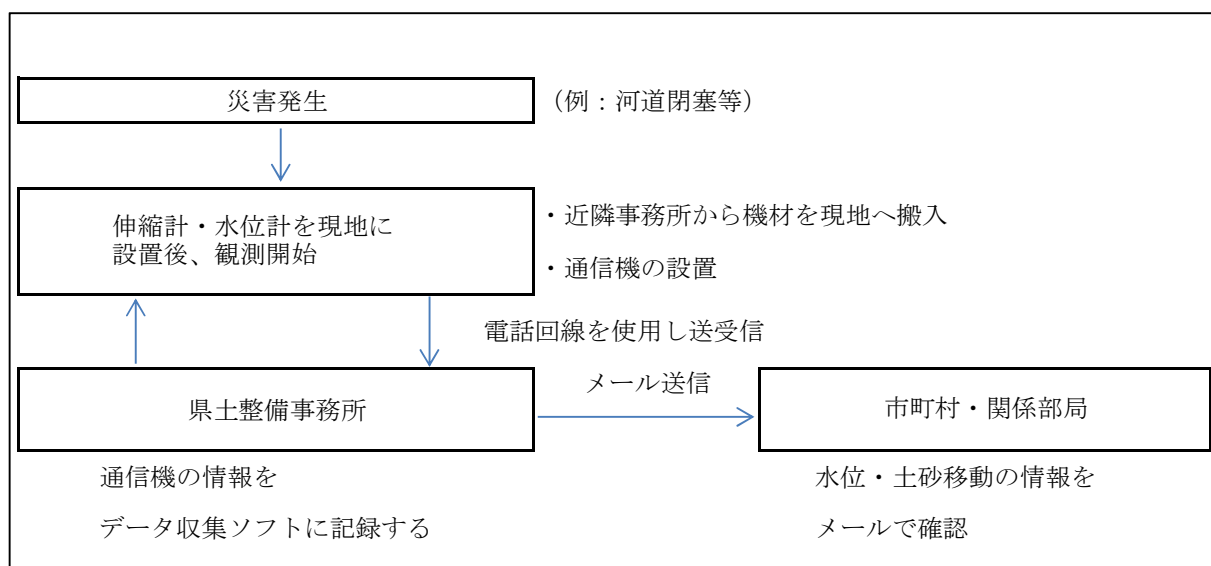 災害発生
（例：河道閉塞等）
伸縮計・水位計を現地に
設置後、観測開始
・近隣事務所から機材を現地へ搬入
・通信機の設置
電話回線を使用し送受信
メール送信
県土整備事務所
市町村・関係部局
通信機の情報を
データ収集ソフトに記録する
水位・土砂移動の情報を
メールで確認